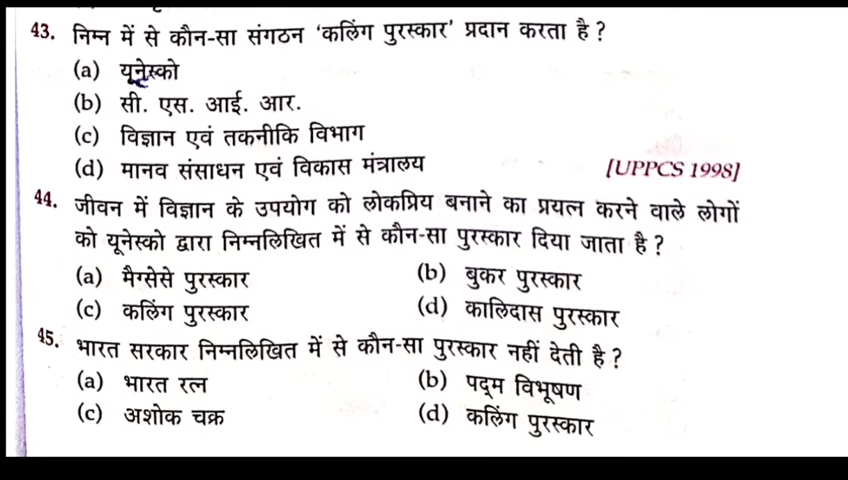 43. निम्न में से कौन-सा संगठन ‘कलिंग पुरस्कार’ प्रदान करता है ?
(a) यूनेस्को
(b) सी. एस. आई. आर.
(c) विज्ञान एवं तकनीकि विभाग
(d) मानव संसाधन एवं विकास मंत्रालय [UPPCS 1998]
44. जीवन में विज्ञान के उपयोग को लोकप्रिय बनाने का प्रयत्न करने वाले लोगों
को यूनेस्को द्वारा निम्नलिखित में से कौन-सा पुरस्कार दिया जाता है ?
(a) मैग्सेसे पुरस्कार (b) बुकर पुरस्कार
(c) कलिंग पुरस्कार (d) कालिदास पुरस्कार
45. भारत सरकार निम्नलिखित में से कौन-सा पुरस्कार नहीं देती है ?
(a) भारत रत्न (b) पद्म विभूषण
(c) अशोक चक्र (d) कलिंग पुरस्कार